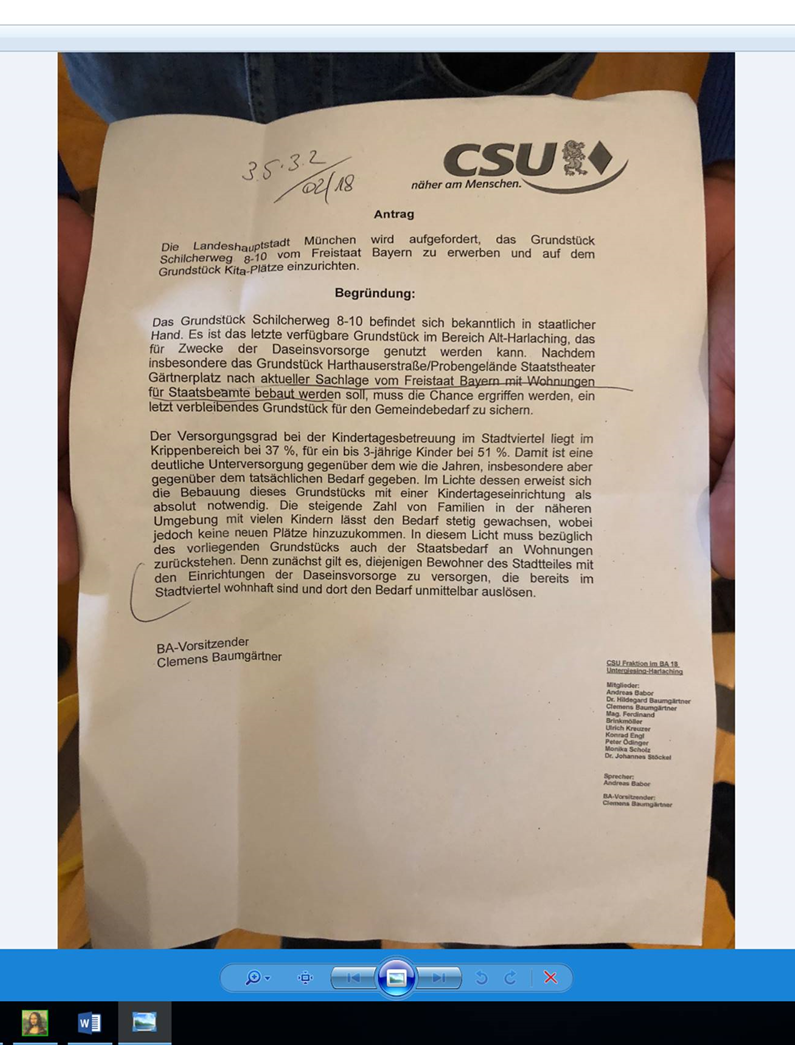 3.5.3.2
02/18
CSU
näher am Menschen.
Antrag
Die Landeshauptstadt München wird aufgefordert, das Grundstück
Schilcherweg 8-10 vom Freistaat Bayern zu erwerben und auf dem
Grundstück Kita-Plätze einzurichten.
Begründung:
Das Grundstück Schilcherweg 8-10 befindet sich bekanntlich in staatlicher
Hand. Es ist das letzte verfügbare Grundstück im Bereich Alt-Harlaching, das
für Zwecke der Daseinsvorsorge genutzt werden kann. Nachdem
insbesondere das Grundstück Harthauserstraße/Probengelände Staatstheater
Gärtnerplatz nach aktueller Sachlage vom Freistaat Bayern mit Wohnungen
für Staatsbeamte bebaut werden soll, muss die Chance ergriffen werden, ein
letzt verbleibendes Grundstück für den Gemeindebedarf zu sichern.
Der Versorgungsgrad bei der Kindertagesbetreuung im Stadtviertel liegt im
Krippenbereich bei 37 %, für ein bis 3-jährige Kinder bei 51 %. Damit ist eine
deutliche Unterversorgung gegenüber dem wie die Jahren, insbesondere aber
gegenüber dem tatsächlichen Bedarf gegeben. Im Lichte dessen erweist sich
die Bebauung dieses Grundstücks mit einer Kindertageseinrichtung als
absolut notwendig. Die steigende Zahl von Familien in der näheren
Umgebung mit vielen Kindern lässt den Bedarf stetig gewachsen, wobei
jedoch keine neuen Plätze hinzuzukommen. In diesem Licht muss bezüglich
des vorliegenden Grundstücks auch der Staatsbedarf an Wohnungen
zurückstehen. Denn zunächst gilt es, diejenigen Bewohner des Stadtteiles mit
den Einrichtungen der Daseinsvorsorge zu versorgen, die bereits im
Stadtviertel wohnhaft sind und dort den Bedarf unmittelbar auslösen.
BA-Vorsitzender
Clemens Baumgärtner
CSU Fraktion im BA 18
Untergiesing-Harlaching
Mitglieder:
Andreas Babor
Dr. Hildegard Baumgärtner
Clemens Baumgärtner
Mag. Ferdinand
Brinkmöller
Ulrich Kreuzer
Konrad Engl
Peter Ödinger
Monika Scholz
Dr. Johannes Stöckel
Sprecher:
Andreas Babor
BA-Vorsitzender:
Clemens Baumgärtner
W